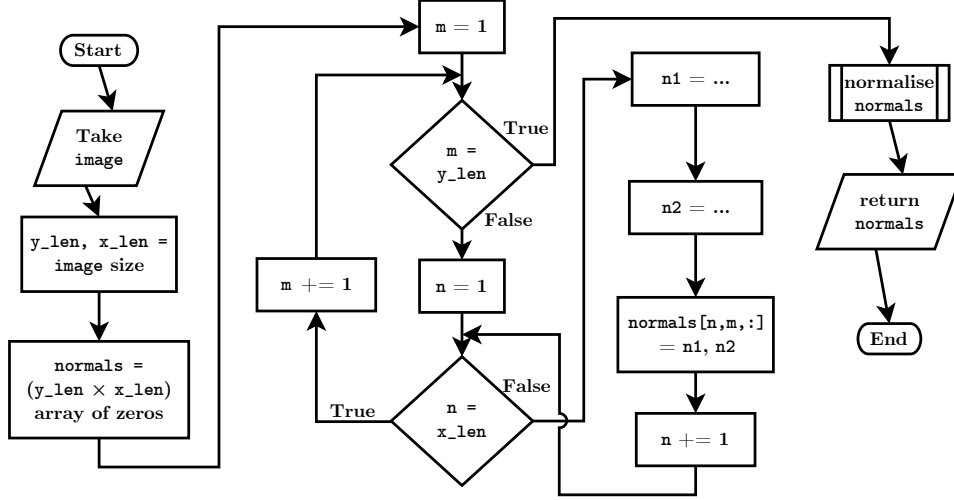 Start
Take
image
y_len, x_len =
image size
normals =
(y_len × x_len)
array of zeros
m = 1
m =
y_len
True
False
m += 1
n = 1
n =
x_len
True
False
n1 = ...
n2 = ...
normals[n,m,:]
= n1, n2
n += 1
normalise
normals
return
normals
End